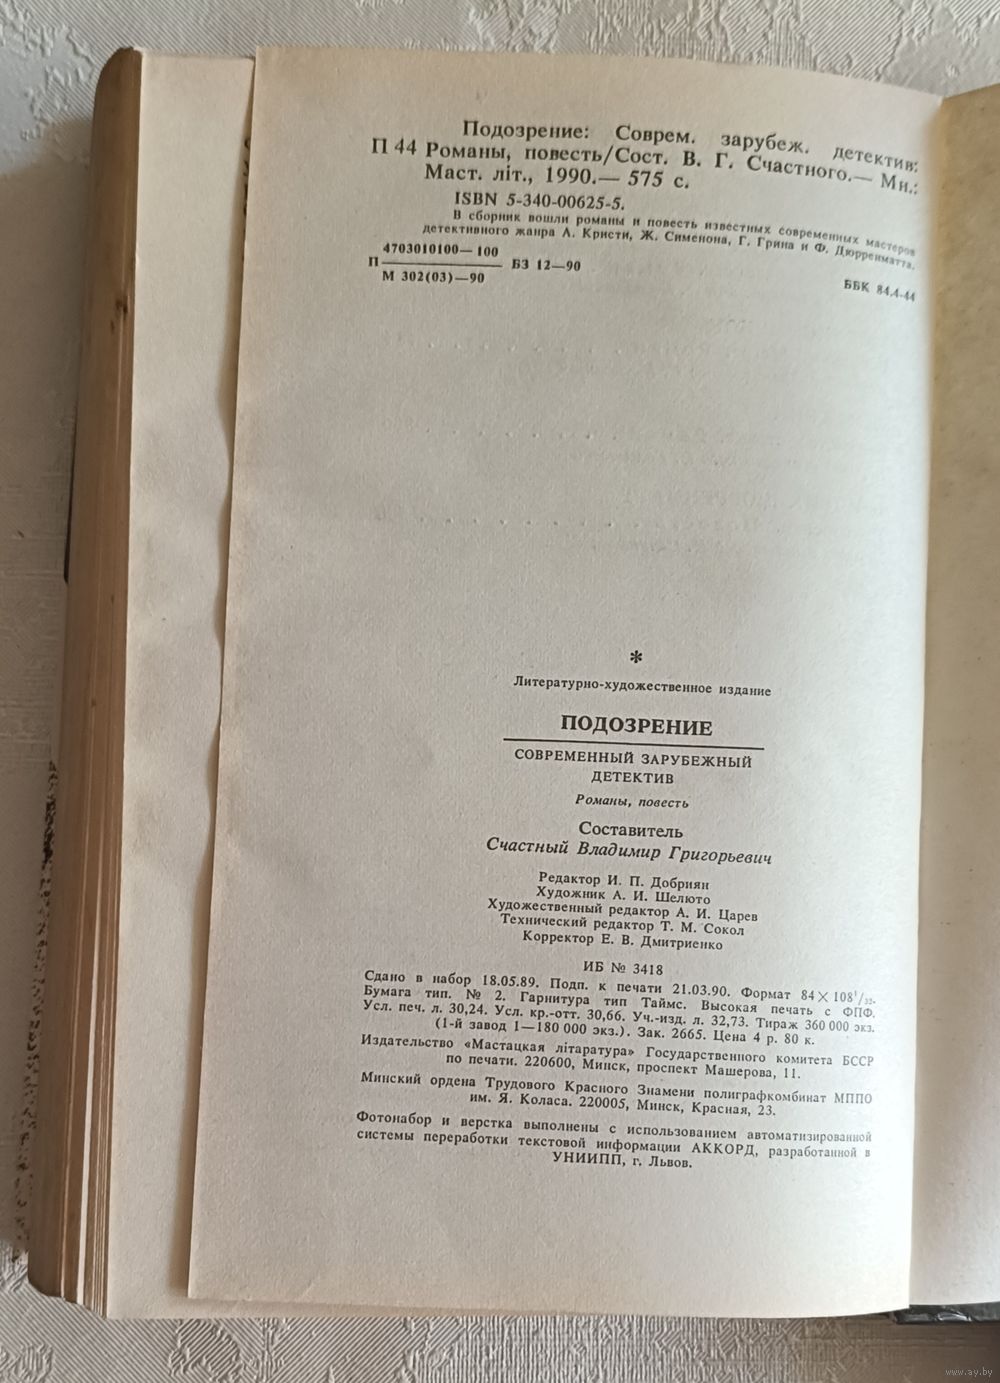 Подозрение: Соврем. зарубеж. детектив:
П 44 Романы, повесть/Сост. В. Г. Счастного.— Мн.:
Маст. літ., 1990.— 575 с.
ISBN 5-340-00625-5.
В сборник вошли романы и повесть известных современных мастеров
детективного жанра А. Кристи, Ж. Сименона, Г. Грина и Ф. Дюрренматта.
4703010100—100
П БЗ 12—90
М 302(03)—90
ББК 84.4-44
*
Литературно-художественное издание
ПОДОЗРЕНИЕ
СОВРЕМЕННЫЙ ЗАРУБЕЖНЫЙ
ДЕТЕКТИВ
Романы, повесть
Составитель
Счастный Владимир Григорьевич
Редактор И. П. Добриян
Художник А. И. Шелюто
Художественный редактор А. И. Царев
Технический редактор Т. М. Сокол
Корректор Е. В. Дмитриенко
ИБ № 3418
Сдано в набор 18.05.89. Подп. к печати 21.03.90. Формат 84×108¹/₃₂.
Бумага тип. № 2. Гарнитура тип Таймс. Высокая печать с ФПФ.
Усл. печ. л. 30,24. Усл. кр.-отт. 30,66. Уч.-изд. л. 32,73. Тираж 360 000 экз.
(1-й завод 1—180 000 экз.). Зак. 2665. Цена 4 р. 80 к.
Издательство «Мастацкая літаратура» Государственного комитета БССР
по печати. 220600, Минск, проспект Машерова, 11.
Минский ордена Трудового Красного Знамени полиграфкомбинат МППО
им. Я. Коласа. 220005, Минск, Красная, 23.
Фотонабор и верстка выполнены с использованием автоматизированной
системы переработки текстовой информации АККОРД, разработанной в
УНИИПП, г. Львов.
www.ay.by